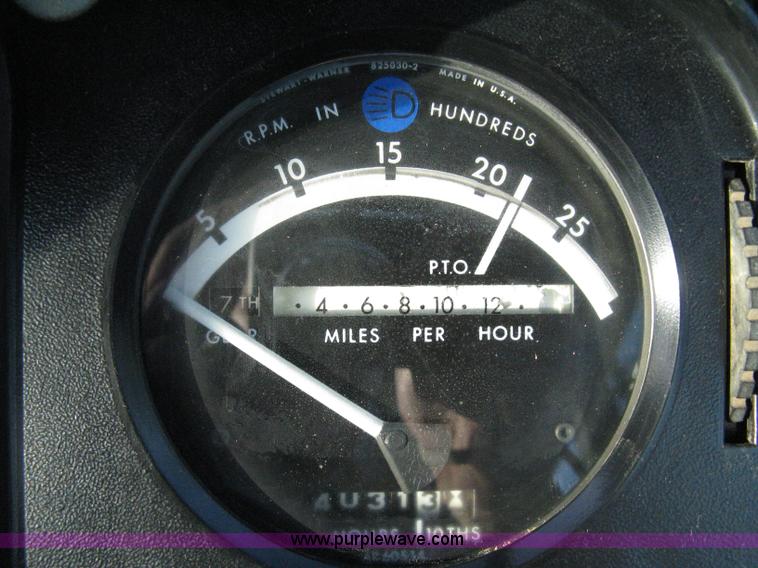 STEWART-WARNER 825030-2 MADE IN U.S.A.
R.P.M. IN HUNDREDS
5 10 15 20 25
P.T.O.
7TH 4 6 8 10 12
GEAR MILES PER HOUR
HOURS 10THS
www.purplewave.com